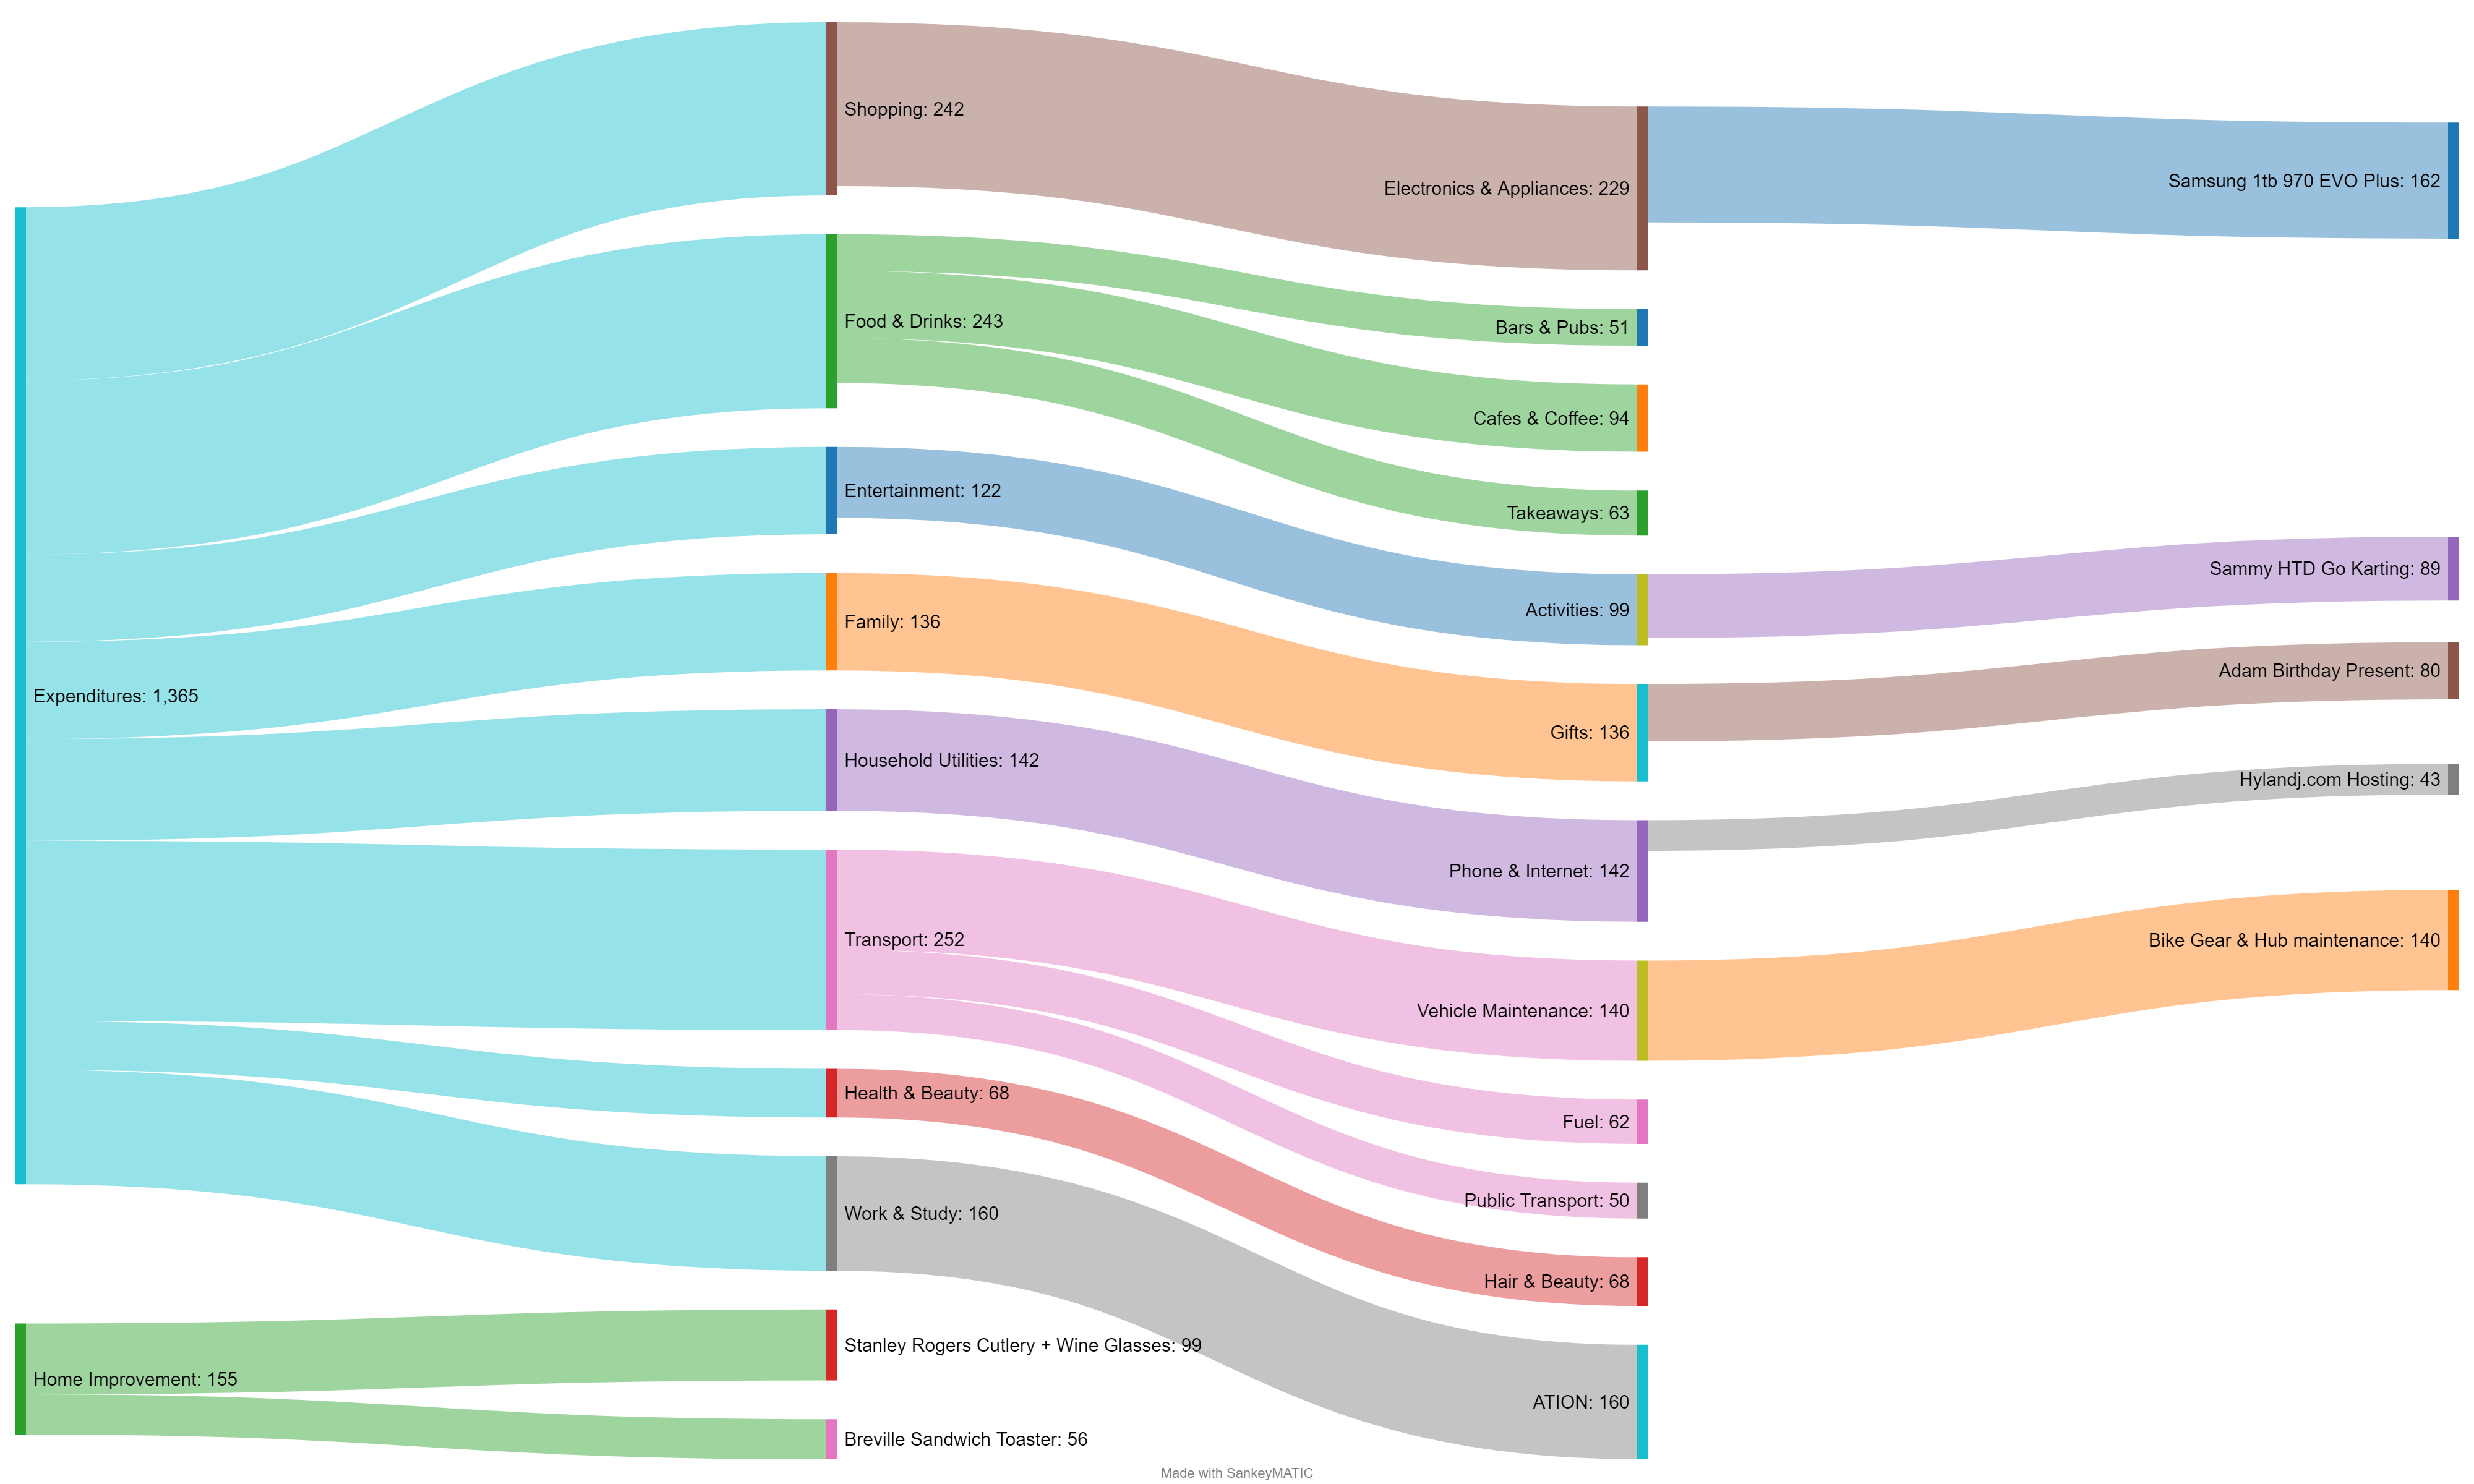 Shopping: 242
Electronics & Appliances: 229
Samsung 1tb 970 EVO Plus: 162
Food & Drinks: 243
Bars & Pubs: 51
Cafes & Coffee: 94
Entertainment: 122
Takeaways: 63
Sammy HTD Go Karting: 89
Activities: 99
Family: 136
Adam Birthday Present: 80
Expenditures: 1,365
Gifts: 136
Household Utilities: 142
Hylandj.com Hosting: 43
Phone & Internet: 142
Transport: 252
Bike Gear & Hub maintenance: 140
Vehicle Maintenance: 140
Health & Beauty: 68
Fuel: 62
Public Transport: 50
Work & Study: 160
Hair & Beauty: 68
Stanley Rogers Cutlery + Wine Glasses: 99
Home Improvement: 155
ATION: 160
Breville Sandwich Toaster: 56
Made with SankeyMATIC